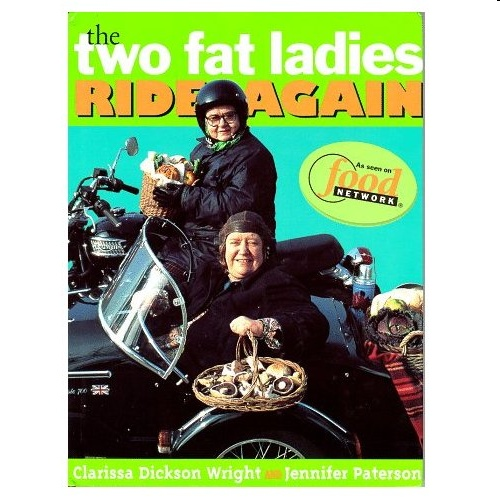 the
two fat ladies
RIDE AGAIN
As seen on
food
NETWORK®
Clarissa Dickson Wright AND Jennifer Paterson